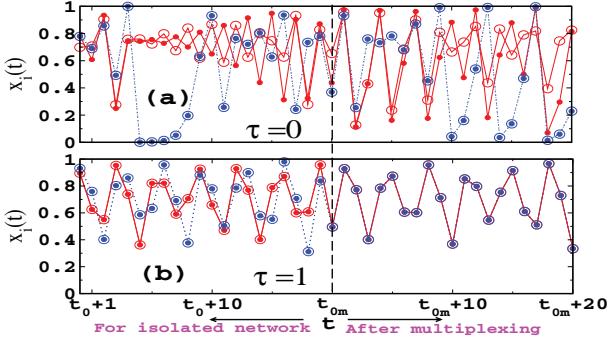 1
0.8
0.6
0.4
0.2
0
x_i(t)
(a)
τ=0
1
0.8
0.6
0.4
0.2
0
x_i(t)
(b)
τ=1
t_0+1 t_0+10 t_0m t_0m+10 t_0m+20
t
For isolated network After multiplexing